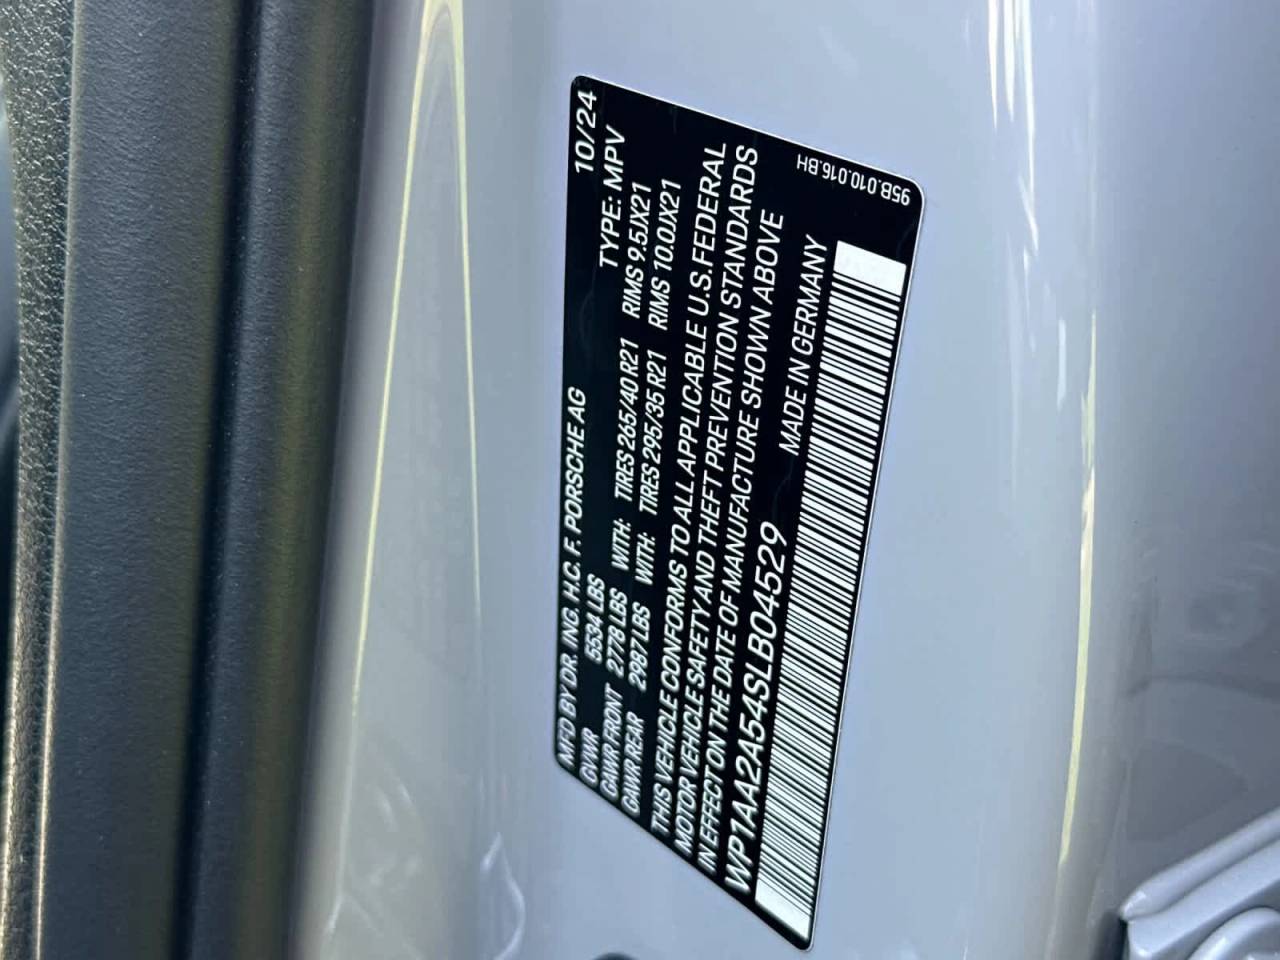 MFD BY DR. ING. H.C. F. PORSCHE AG 10/24
GVWR 5534 LBS TYPE: MPV
GAWR FRONT 2778 LBS WITH: TIRES 265/40 R21 RIMS 9.5JX21
GAWR REAR 2987 LBS WITH: TIRES 295/35 R21 RIMS 10.0JX21
THIS VEHICLE CONFORMS TO ALL APPLICABLE U.S.FEDERAL
MOTOR VEHICLE SAFETY AND THEFT PREVENTION STANDARDS
IN EFFECT ON THE DATE OF MANUFACTURE SHOWN ABOVE
WP1AA2A54SLB04529 MADE IN GERMANY
95B.010.016.BH